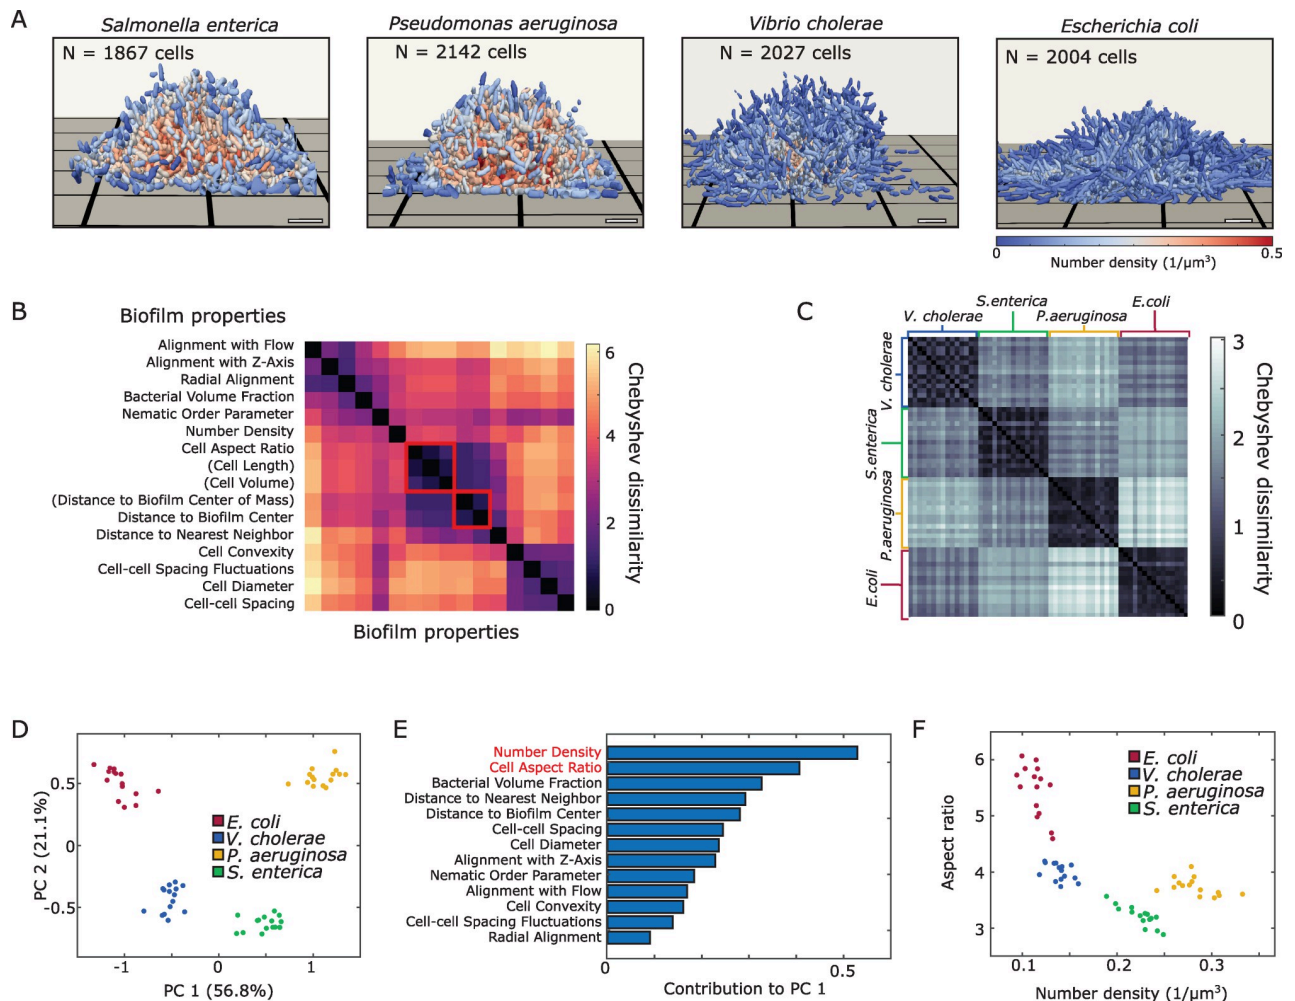 A
Salmonella enterica
Pseudomonas aeruginosa
Vibrio cholerae
Escherichia coli
N = 1867 cells
N = 2142 cells
N = 2027 cells
N = 2004 cells
0
0.5
Number density (1/µm³)
B
Biofilm properties
Alignment with Flow
Alignment with Z-Axis
Radial Alignment
Bacterial Volume Fraction
Nematic Order Parameter
Number Density
Cell Aspect Ratio
(Cell Length)
(Cell Volume)
(Distance to Biofilm Center of Mass)
Distance to Biofilm Center
Distance to Nearest Neighbor
Cell Convexity
Cell-cell Spacing Fluctuations
Cell Diameter
Cell-cell Spacing
Biofilm properties
6
4
2
0
Chebyshev dissimilarity
C
V. cholerae
S.enterica
P.aeruginosa
E.coli
V. cholerae
S.enterica
P.aeruginosa
E.coli
3
2
1
0
Chebyshev dissimilarity
D
PC 2 (21.1%)
0.5
0
-0.5
E. coli
V. cholerae
P. aeruginosa
S. enterica
-1
0
1
PC 1 (56.8%)
E
Number Density
Cell Aspect Ratio
Bacterial Volume Fraction
Distance to Nearest Neighbor
Distance to Biofilm Center
Cell-cell Spacing
Cell Diameter
Alignment with Z-Axis
Nematic Order Parameter
Alignment with Flow
Cell Convexity
Cell-cell Spacing Fluctuations
Radial Alignment
0
0.5
Contribution to PC 1
F
Aspect ratio
6
5
4
3
E. coli
V. cholerae
P. aeruginosa
S. enterica
0.1
0.2
0.3
Number density (1/µm³)